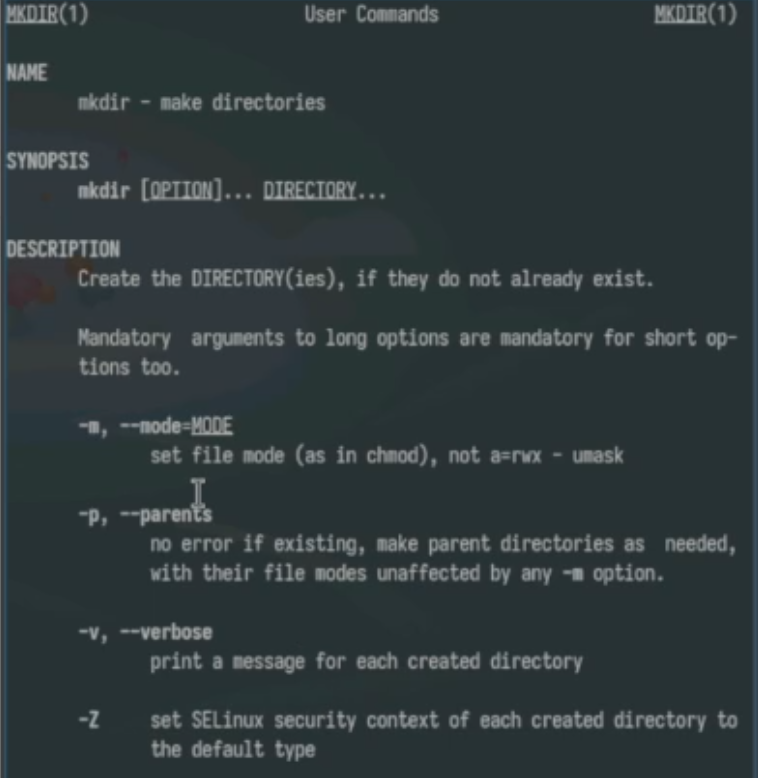 MKDIR(1) User Commands MKDIR(1)
NAME
mkdir - make directories
SYNOPSIS
mkdir [OPTION]... DIRECTORY...
DESCRIPTION
Create the DIRECTORY(ies), if they do not already exist.
Mandatory arguments to long options are mandatory for short op-
tions too.
-m, --mode=MODE
set file mode (as in chmod), not a=rwx - umask
-p, --parents
no error if existing, make parent directories as needed,
with their file modes unaffected by any -m option.
-v, --verbose
print a message for each created directory
-Z set SELinux security context of each created directory to
the default type